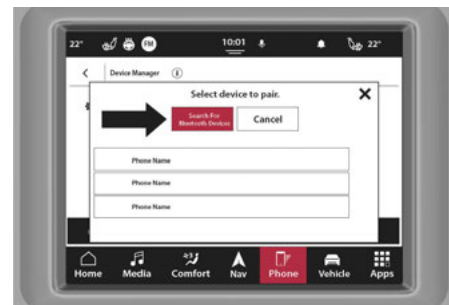 22°
FM
10:01
22°
Device Manager
Select device to pair.
Search For
Bluetooth Devices
Cancel
Phone Name
Phone Name
Phone Name
Home
Media
Comfort
Nav
Phone
Vehicle
Apps